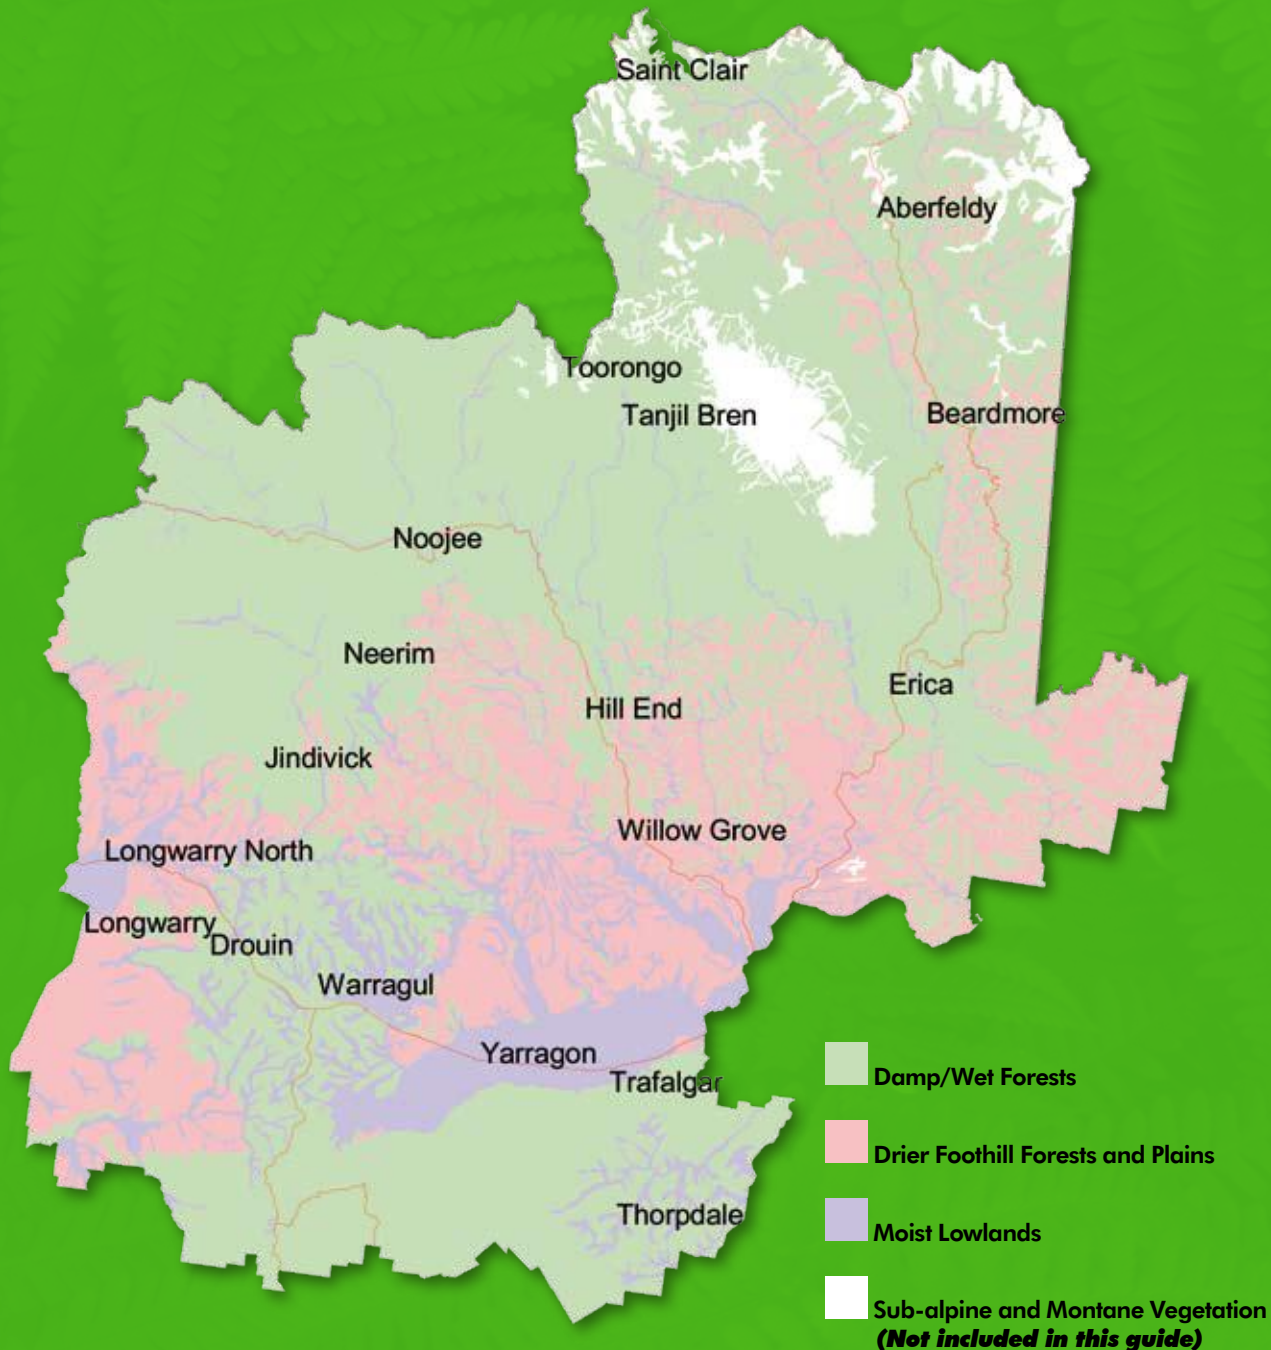 Saint Clair
Aberfeldy
Toorongo
Tanjil Bren
Beardmore
Noojee
Neerim
Erica
Hill End
Jindivick
Willow Grove
Longwarry North
Longwarry
Drouin
Warragul
Yarragon
Trafalgar
Thorpdale
Damp/Wet Forests
Drier Foothill Forests and Plains
Moist Lowlands
Sub-alpine and Montane Vegetation
(Not included in this guide)